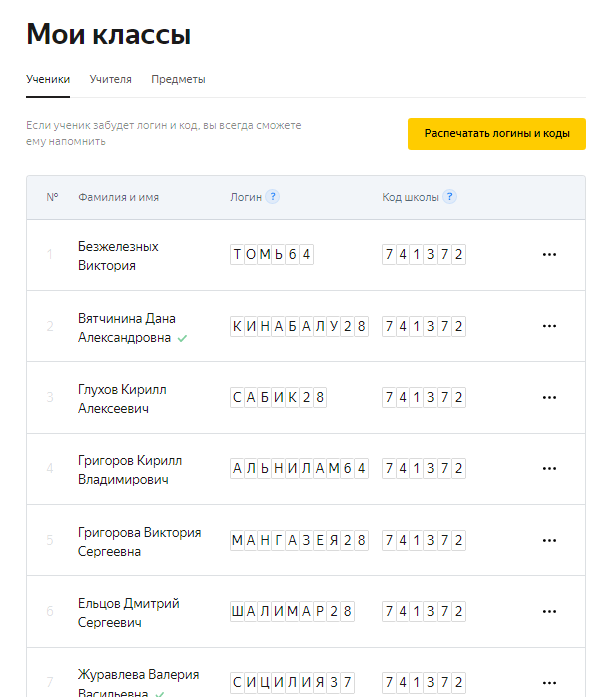 Мои классы
Ученики Учителя Предметы
Если ученик забудет логин и код, вы всегда сможете
ему напомнить
Распечатать логины и коды
№ Фамилия и имя Логин ? Код школы ?
1 Безжелезных
Виктория
ТОМЬ64 741372
2 Вятчинина Дана
Александровна
КИНАБАЛУ28 741372
3 Глухов Кирилл
Алексеевич
САБИК28 741372
4 Григоров Кирилл
Владимирович
АЛЬНИЛАМ64 741372
5 Григорова Виктория
Сергеевна
МАНГАЗЕЯ28 741372
6 Ельцов Дмитрий
Сергеевич
ШАЛИМАР28 741372
7 Журавлева Валерия
Васильевна
СИЦИЛИЯ37 741372